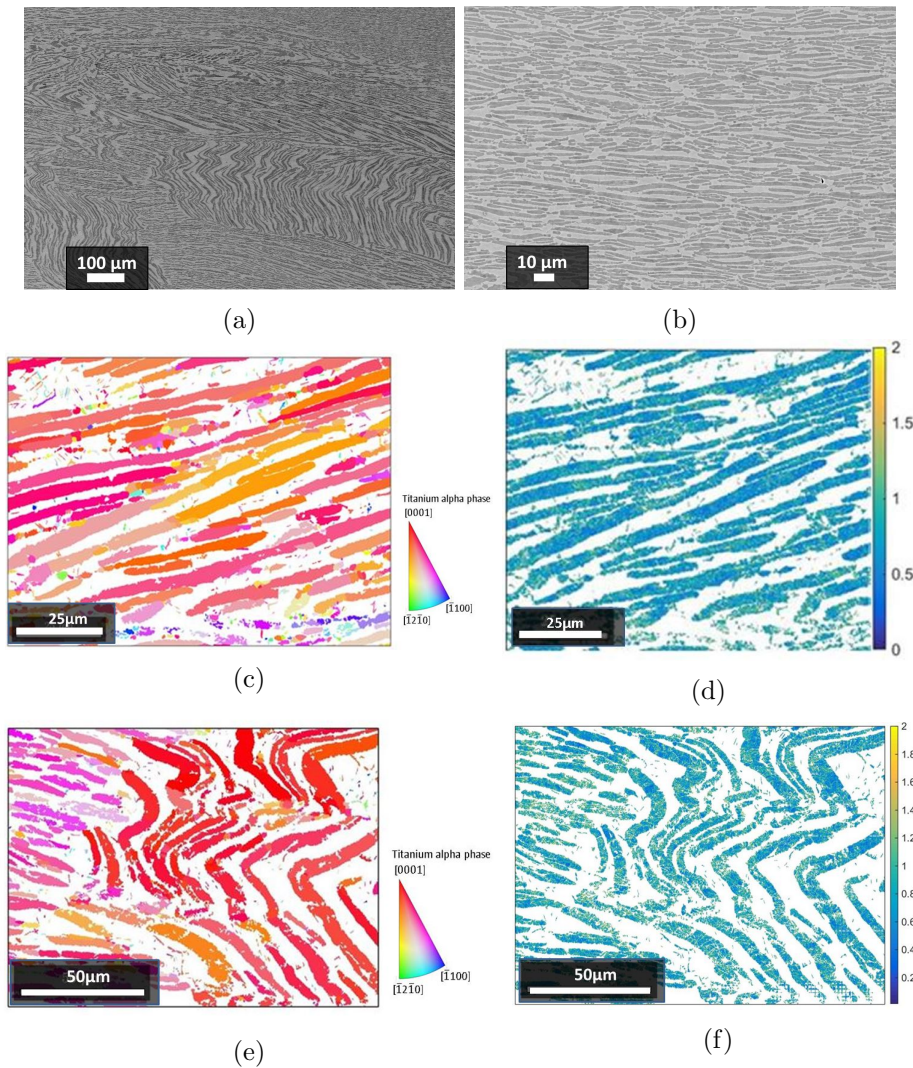 100 µm
10 µm
(a)
(b)
Titanium alpha phase
[0001]
[1̄100]
[1̄21̄0]
25µm
2
1.5
1
0.5
0
25µm
(c)
(d)
Titanium alpha phase
[0001]
[1̄100]
[1̄21̄0]
50µm
2
1.8
1.6
1.4
1.2
1
0.8
0.6
0.4
0.2
50µm
(e)
(f)